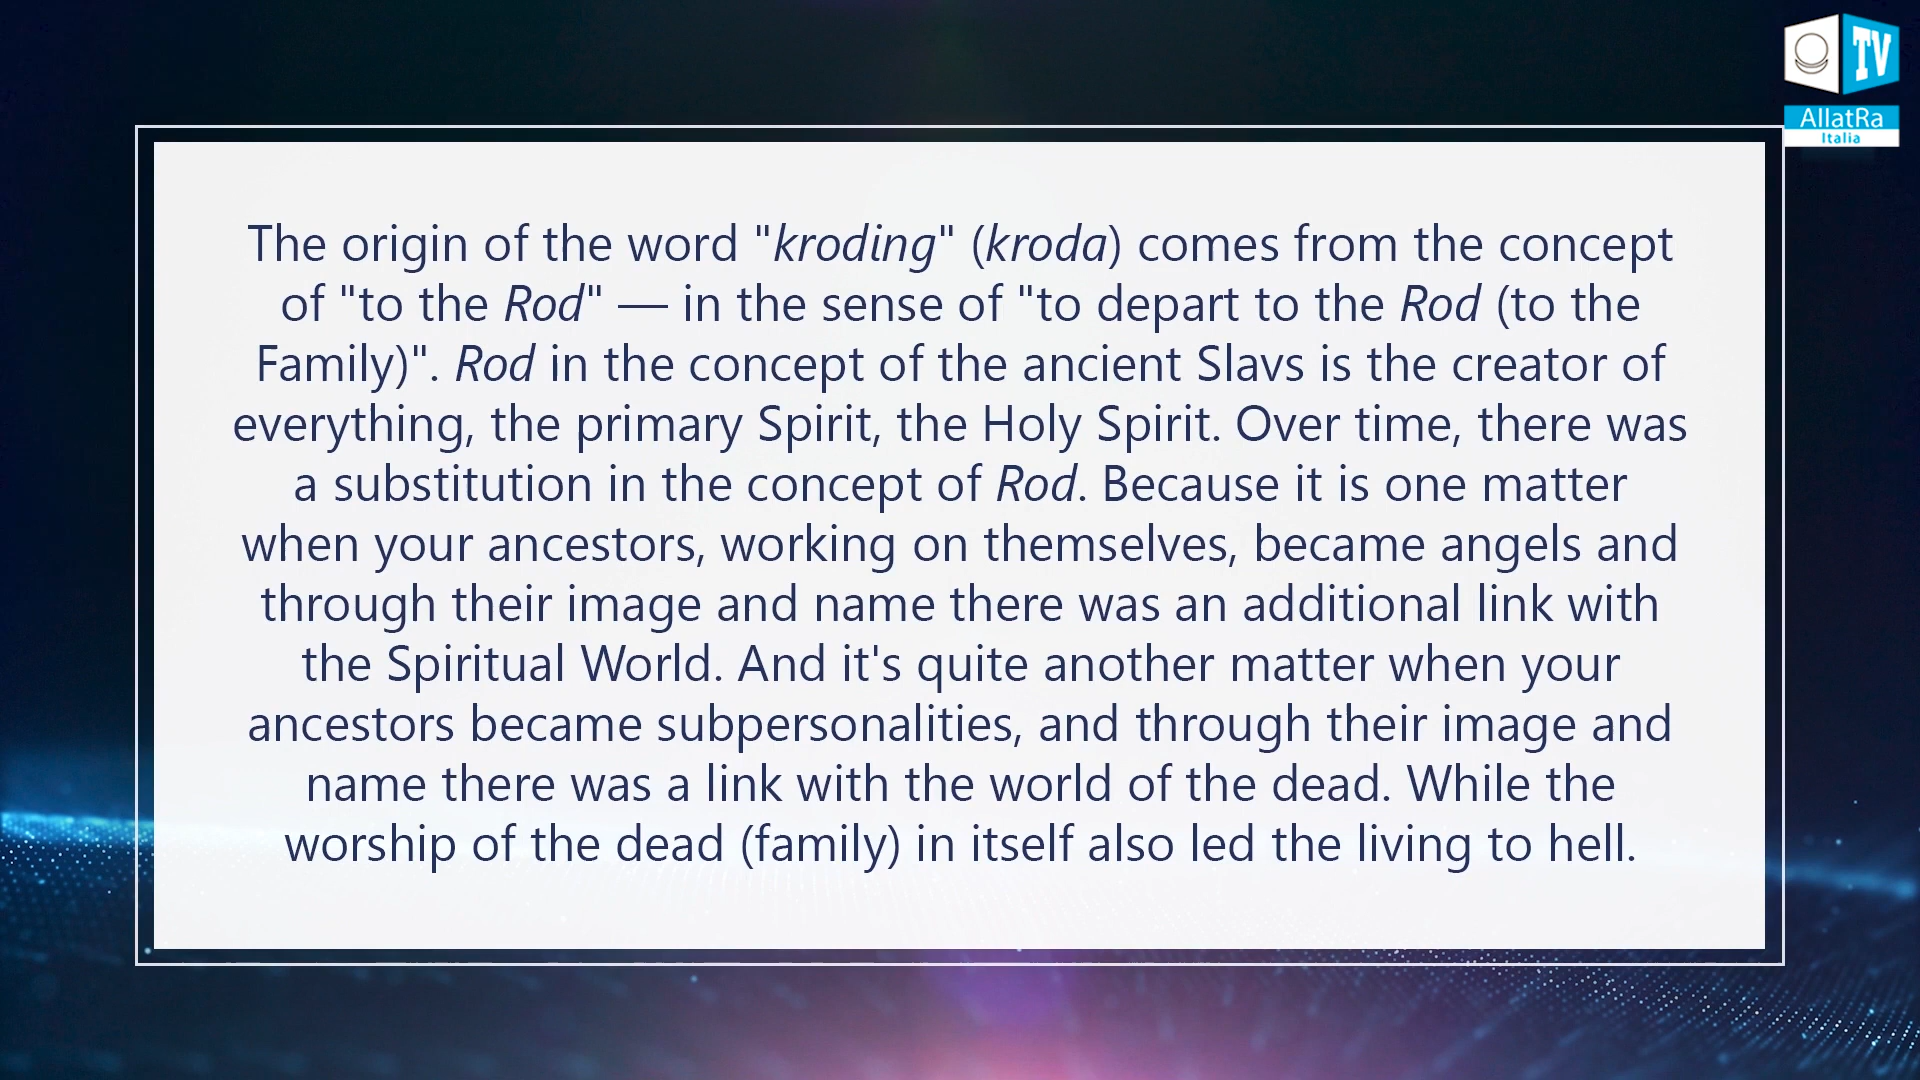 TV
AllatRa
Italia
The origin of the word "kroding" (kroda) comes from the concept
of "to the Rod" — in the sense of "to depart to the Rod (to the
Family)". Rod in the concept of the ancient Slavs is the creator of
everything, the primary Spirit, the Holy Spirit. Over time, there was
a substitution in the concept of Rod. Because it is one matter
when your ancestors, working on themselves, became angels and
through their image and name there was an additional link with
the Spiritual World. And it's quite another matter when your
ancestors became subpersonalities, and through their image and
name there was a link with the world of the dead. While the
worship of the dead (family) in itself also led the living to hell.